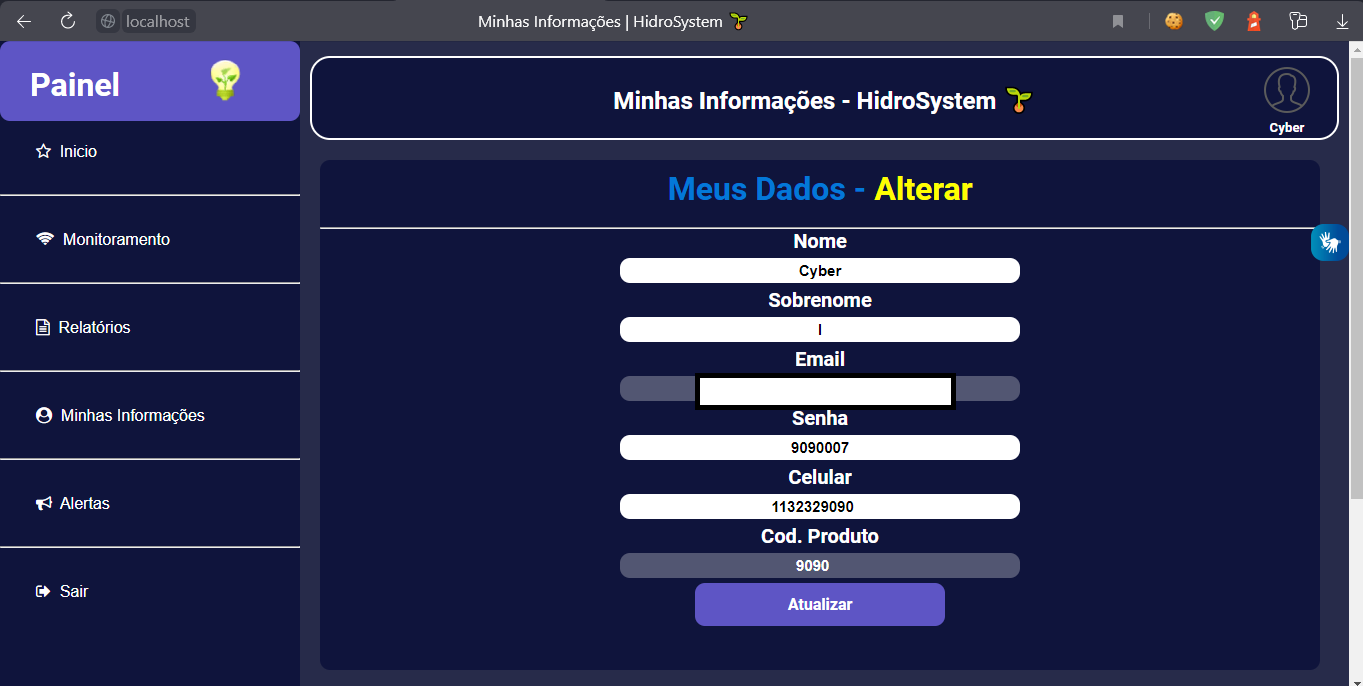 localhost
Minhas Informações | HidroSystem
Painel
Inicio
Monitoramento
Relatórios
Minhas Informações
Alertas
Sair
Minhas Informações - HidroSystem
Cyber
Meus Dados - Alterar
Nome
Cyber
Sobrenome
I
Email
Senha
9090007
Celular
1132329090
Cod. Produto
9090
Atualizar